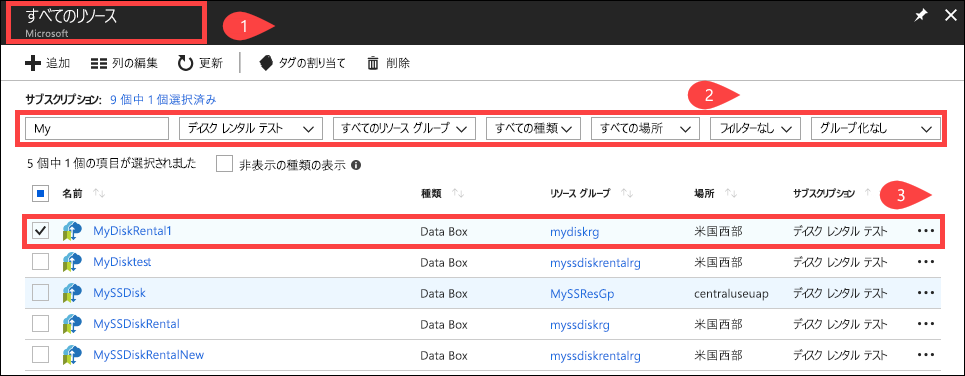 すべてのリソース
1
Microsoft
追加 列の編集 更新 タグの割り当て 削除
サブスクリプション: 9 個中 1 個選択済み
2
My ディスク レンタル テスト すべてのリソース グループ すべての種類 すべての場所 フィルターなし グループ化なし
5 個中 1 個の項目が選択されました 非表示の種類の表示
名前 種類 リソース グループ 場所 サブスクリプション
3
MyDiskRental1 Data Box mydiskrg 米国西部 ディスク レンタル テスト
MyDisktest Data Box myssdiskrentalrg 米国西部 ディスク レンタル テスト
MySSDisk Data Box MySSResGp centraluseuap ディスク レンタル テスト
MySSDiskRental Data Box myssdiskrg 米国西部 ディスク レンタル テスト
MySSDiskRentalNew Data Box myssdiskrentalrg 米国西部 ディスク レンタル テスト